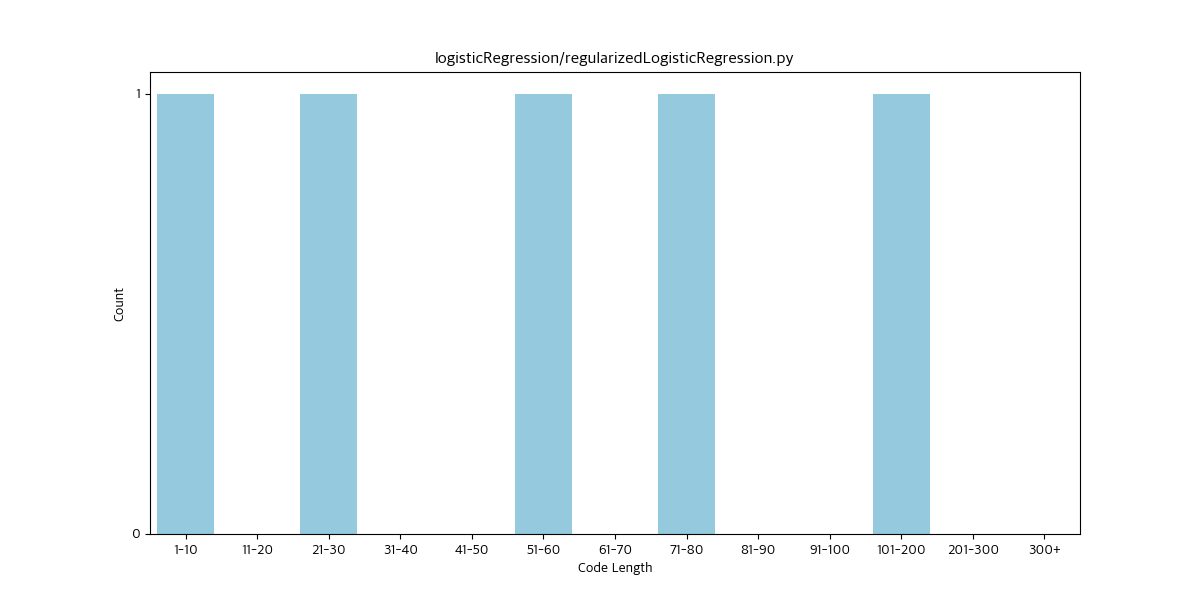 logisticRegression/regularizedLogisticRegression.py
Count
1
0
1-10 11-20 21-30 31-40 41-50 51-60 61-70 71-80 81-90 91-100 101-200 201-300 300+
Code Length